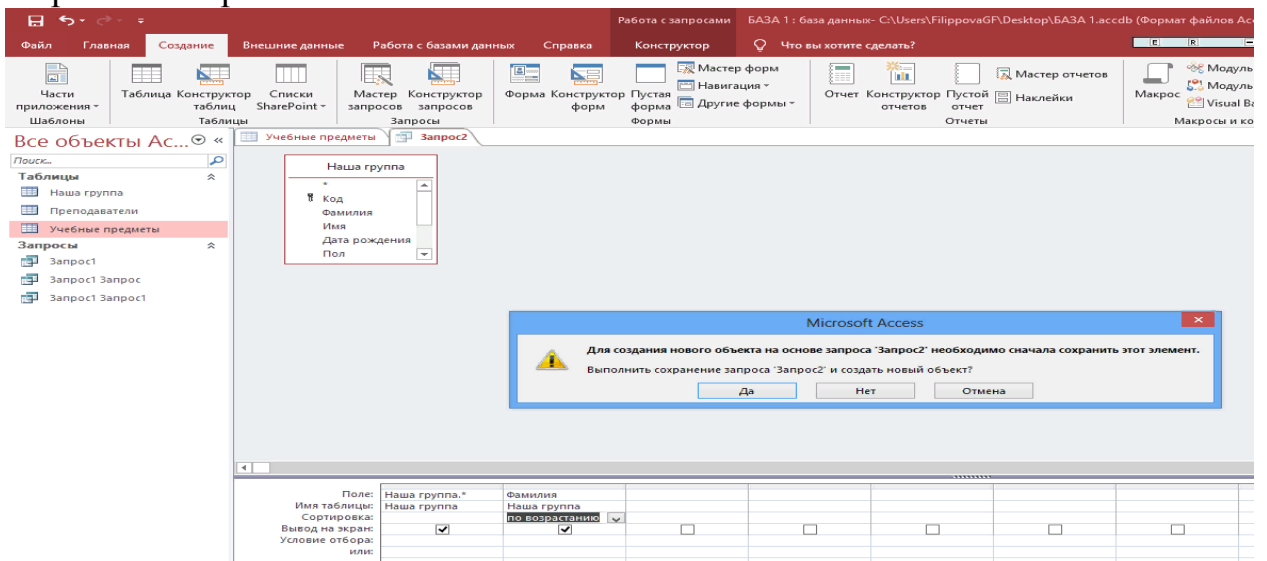 Работа с запросами БАЗА 1 : база данных- C:\Users\FilippovaGF\Desktop\БАЗА 1.accdb (Формат файлов Ac
Файл Главная Создание Внешние данные Работа с базами данных Справка Конструктор Что вы хотите сделать? E R
Части приложения Таблица Конструктор таблиц Списки SharePoint Мастер запросов Конструктор запросов Форма Конструктор форм Пустая форма Мастер форм Навигация Другие формы Отчет Конструктор отчетов Пустой отчет Мастер отчетов Наклейки Макрос Модуль Модуль Visual Ba
Шаблоны Таблицы Запросы Формы Отчеты Макросы и ко
Все объекты Ac... «
Учебные предметы Запрос2
Поиск...
Таблицы
Наша группа
Преподаватели
Учебные предметы
Запросы
Запрос1
Запрос1 Запрос
Запрос1 Запрос1
Наша группа
*
Код
Фамилия
Имя
Дата рождения
Пол
Microsoft Access
Для создания нового объекта на основе запроса 'Запрос2' необходимо сначала сохранить этот элемент.
Выполнить сохранение запроса 'Запрос2' и создать новый объект?
Да Нет Отмена
Поле: Наша группа.* Фамилия
Имя таблицы: Наша группа Наша группа
Сортировка: по возрастанию
Вывод на экран:
Условие отбора:
или: